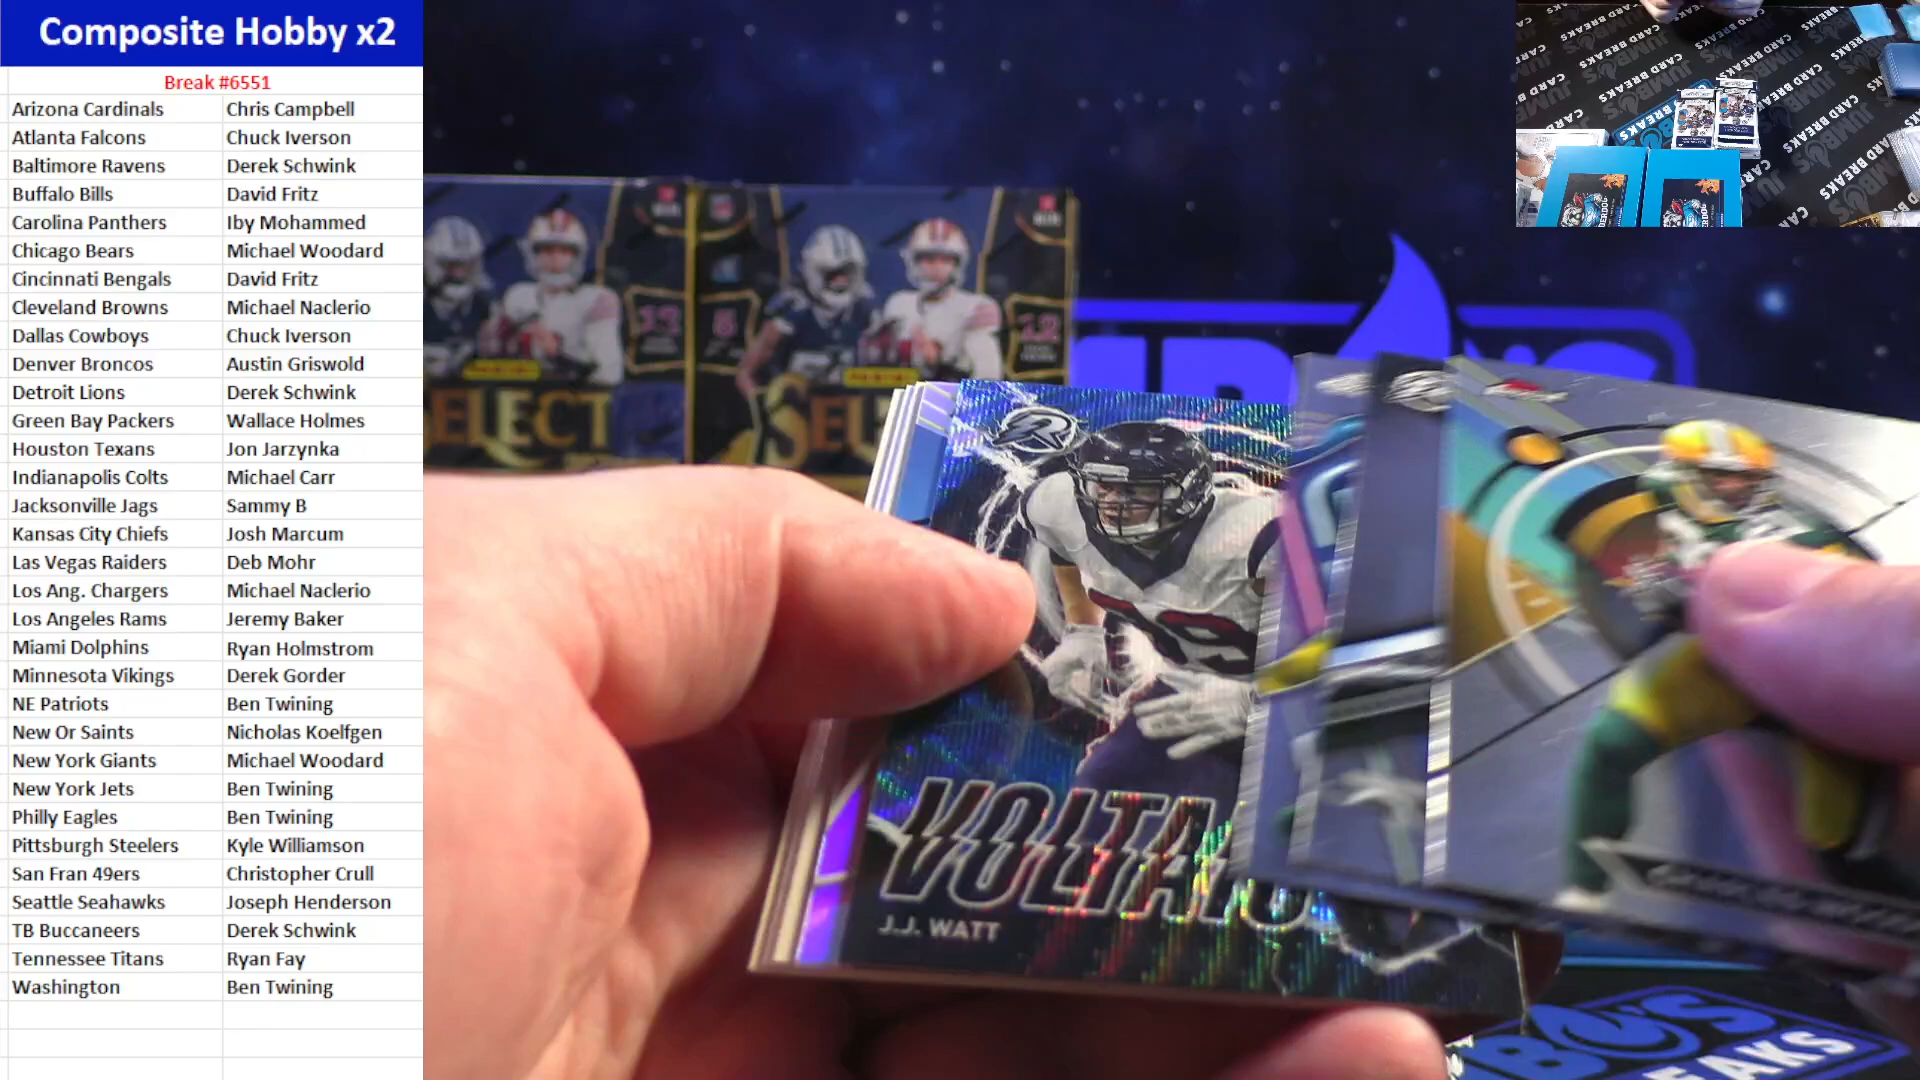 Composite Hobby x2
Break #6551
Arizona Cardinals Chris Campbell
Atlanta Falcons Chuck Iverson
Baltimore Ravens Derek Schwink
Buffalo Bills David Fritz
Carolina Panthers Iby Mohammed
Chicago Bears Michael Woodard
Cincinnati Bengals David Fritz
Cleveland Browns Michael Naclerio
Dallas Cowboys Chuck Iverson
Denver Broncos Austin Griswold
Detroit Lions Derek Schwink
Green Bay Packers Wallace Holmes
Houston Texans Jon Jarzynka
Indianapolis Colts Michael Carr
Jacksonville Jags Sammy B
Kansas City Chiefs Josh Marcum
Las Vegas Raiders Deb Mohr
Los Ang. Chargers Michael Naclerio
Los Angeles Rams Jeremy Baker
Miami Dolphins Ryan Holmstrom
Minnesota Vikings Derek Gorder
NE Patriots Ben Twining
New Or Saints Nicholas Koelfgen
New York Giants Michael Woodard
New York Jets Ben Twining
Philly Eagles Ben Twining
Pittsburgh Steelers Kyle Williamson
San Fran 49ers Christopher Crull
Seattle Seahawks Joseph Henderson
TB Buccaneers Derek Schwink
Tennessee Titans Ryan Fay
Washington Ben Twining
JUMBO'S
CARD BREAKS
VOLTAIC
J.J. WATT